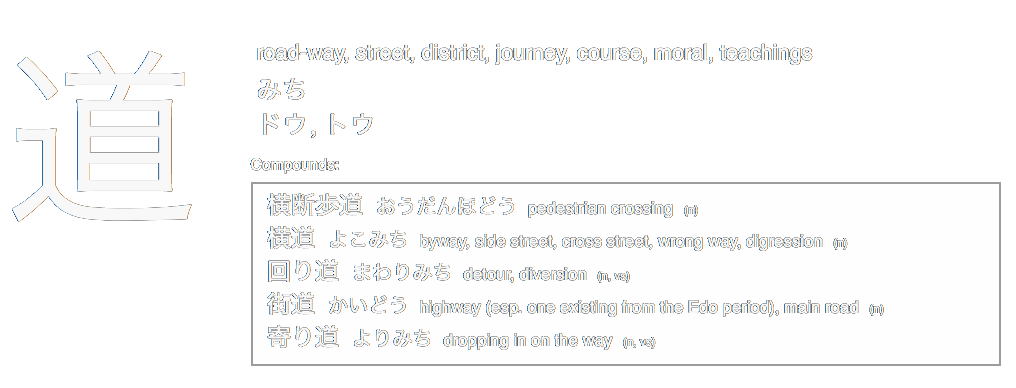 道
road-way, street, district, journey, course, moral, teachings
みち
ドウ, トウ
Compounds:
横断歩道 おうだんほどう pedestrian crossing (n)
横道 よこみち byway, side street, cross street, wrong way, digression (n)
回り道 まわりみち detour, diversion (n, vs)
街道 かいどう highway (esp. one existing from the Edo period), main road (n)
寄り道 よりみち dropping in on the way (n, vs)